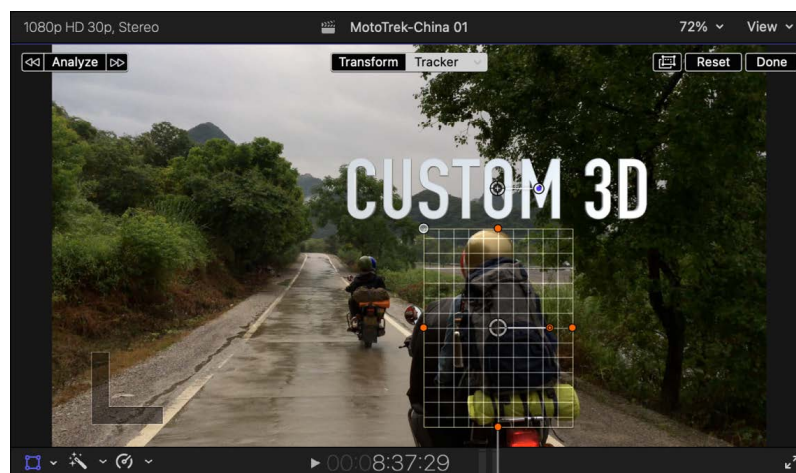 1080p HD 30p, Stereo MotoTrek-China 01 72% View
Analyze Transform Tracker Reset Done
CUSTOM 3D
00:08:37:29